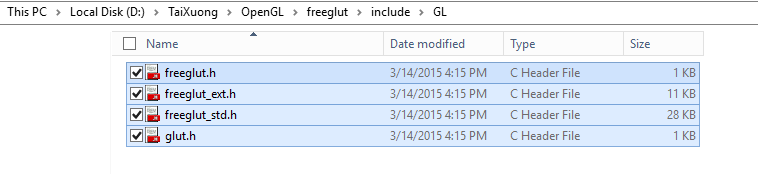 This PC > Local Disk (D:) > TaiXuong > OpenGL > freeglut > include > GL
Name Date modified Type Size
freeglut.h 3/14/2015 4:15 PM C Header File 1 KB
freeglut_ext.h 3/14/2015 4:15 PM C Header File 11 KB
freeglut_std.h 3/14/2015 4:15 PM C Header File 28 KB
glut.h 3/14/2015 4:15 PM C Header File 1 KB